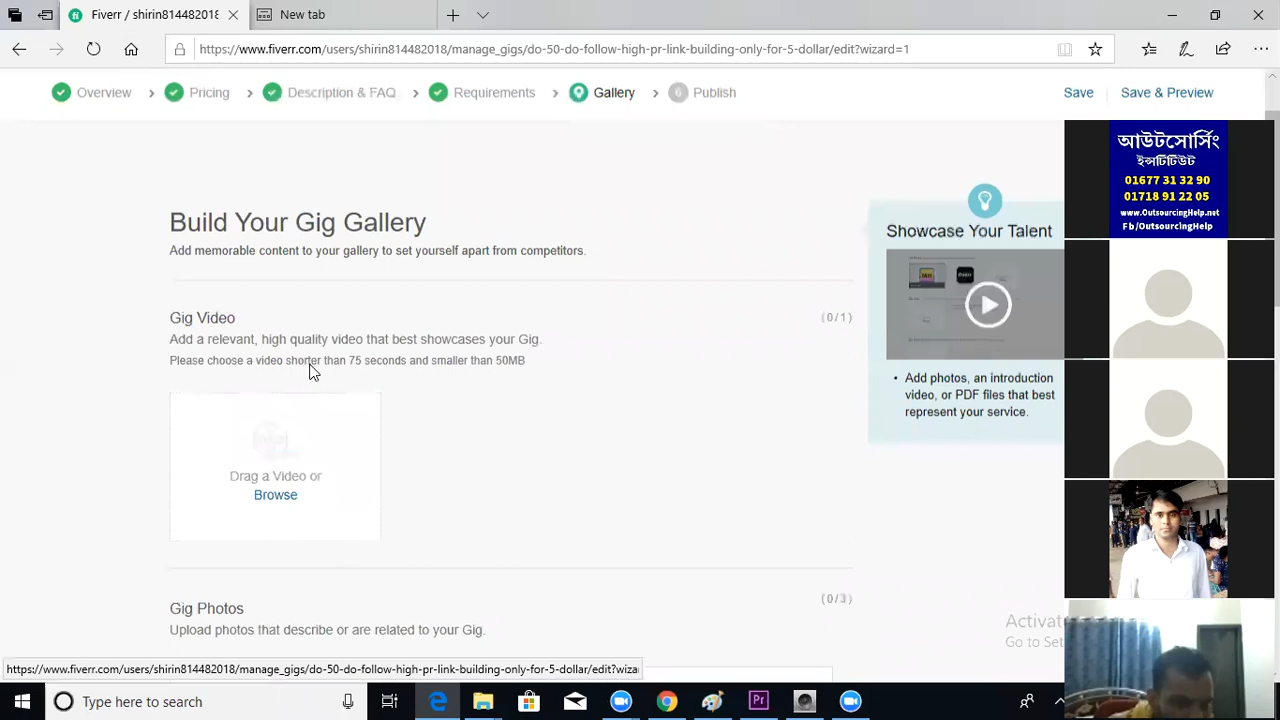 Fiverr / shirin814482018
New tab
https://www.fiverr.com/users/shirin814482018/manage_gigs/do-50-do-follow-high-pr-link-building-only-for-5-dollar/edit?wizard=1
Overview
Pricing
Description & FAQ
Requirements
Gallery
6 Publish
Save
Save & Preview
Build Your Gig Gallery
Add memorable content to your gallery to set yourself apart from competitors.
Gig Video
(0/1)
Add a relevant, high quality video that best showcases your Gig.
Please choose a video shorter than 75 seconds and smaller than 50MB
Drag a Video or
Browse
Gig Photos
(0/3)
Upload photos that describe or are related to your Gig.
Showcase Your Talent
• Add photos, an introduction
video, or PDF files that best
represent your service.
আউটসোর্সিং
ইন্সটিটিউট
01677 31 32 90
01718 91 22 05
www.OutsourcingHelp.net
Fb/OutsourcingHelp
Activat
Go to Set
https://www.fiverr.com/users/shirin814482018/manage_gigs/do-50-do-follow-high-pr-link-building-only-for-5-dollar/edit?wiza
Type here to search
Pr